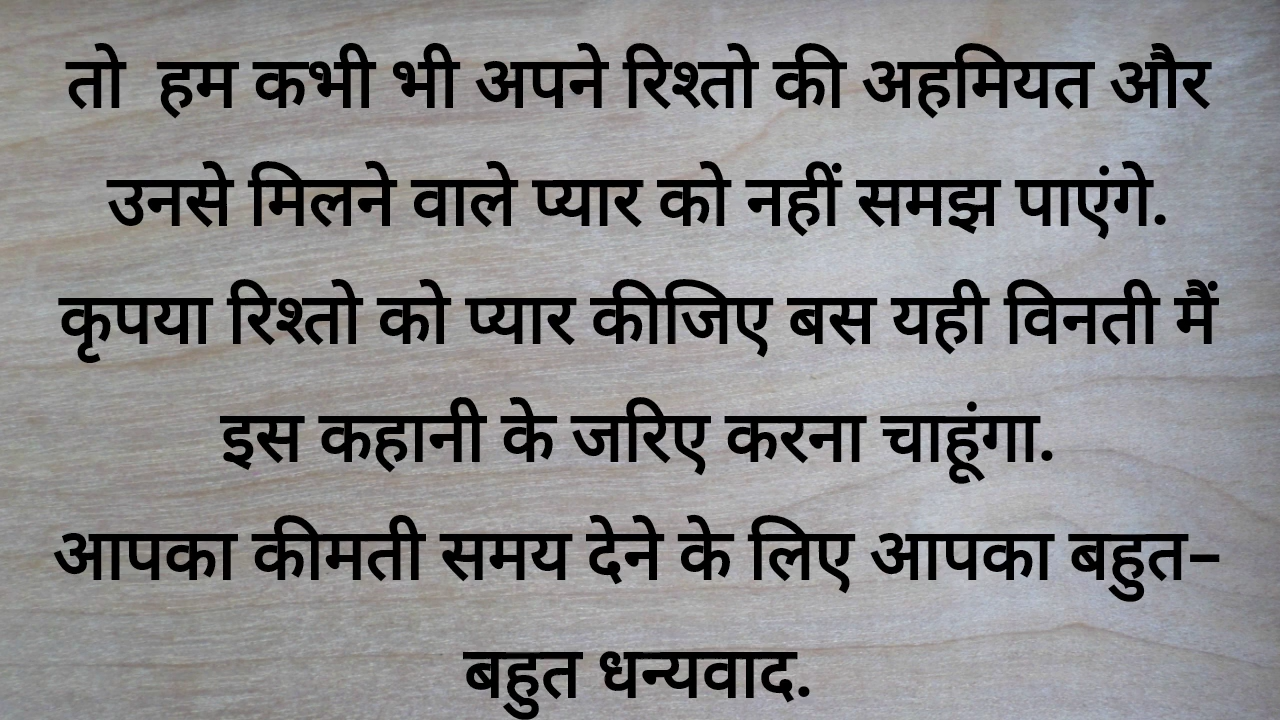 तो  हम कभी भी अपने रिश्तो की अहमियत और
उनसे मिलने वाले प्यार को नहीं समझ पाएंगे.
कृपया रिश्तो को प्यार कीजिए बस यही विनती मैं
इस कहानी के जरिए करना चाहूंगा.
आपका कीमती समय देने के लिए आपका बहुत-
बहुत धन्यवाद.